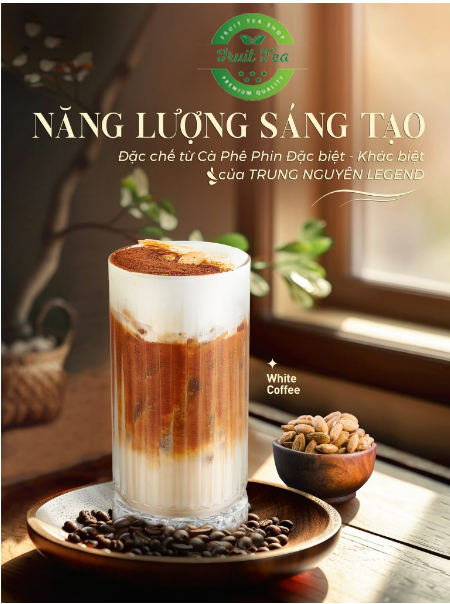 FRUIT TEA SHOP
Fruit Tea
PREMIUM QUALITY
NĂNG LƯỢNG SÁNG TẠO
Đặc chế từ Cà Phê Phin Đặc biệt - Khác biệt
của TRUNG NGUYÊN LEGEND
White
Coffee